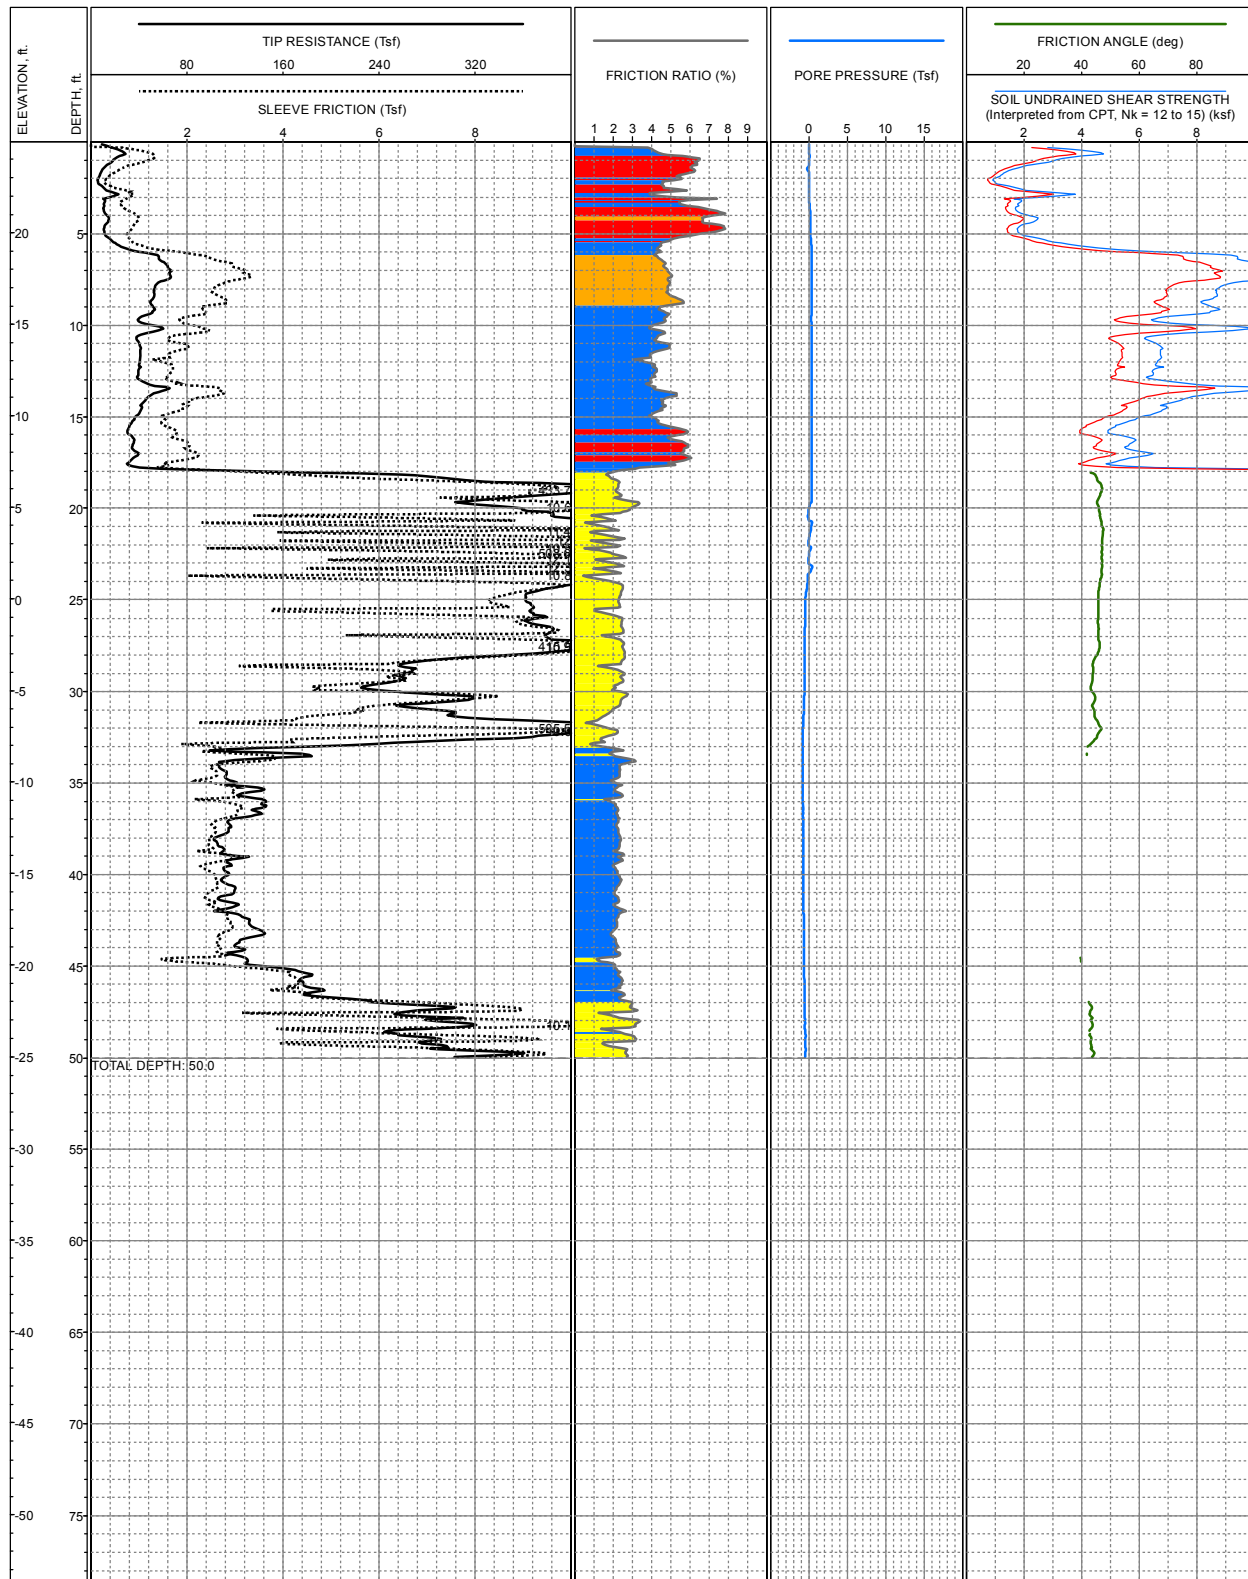 ELEVATION, ft.
DEPTH, ft.
TIP RESISTANCE (Tsf)
80 160 240 320
SLEEVE FRICTION (Tsf)
2 4 6 8
FRICTION RATIO (%)
1 2 3 4 5 6 7 8 9
PORE PRESSURE (Tsf)
0 5 10 15
FRICTION ANGLE (deg)
20 40 60 80
SOIL UNDRAINED SHEAR STRENGTH
(Interpreted from CPT, Nk = 12 to 15) (ksf)
2 4 6 8
20 5
15 10
10 15
5 20
0 25
-5 30
-10 35
-15 40
-20 45
10.1
-25 50
TOTAL DEPTH: 50.0
-30 55
-35 60
-40 65
-45 70
-50 75